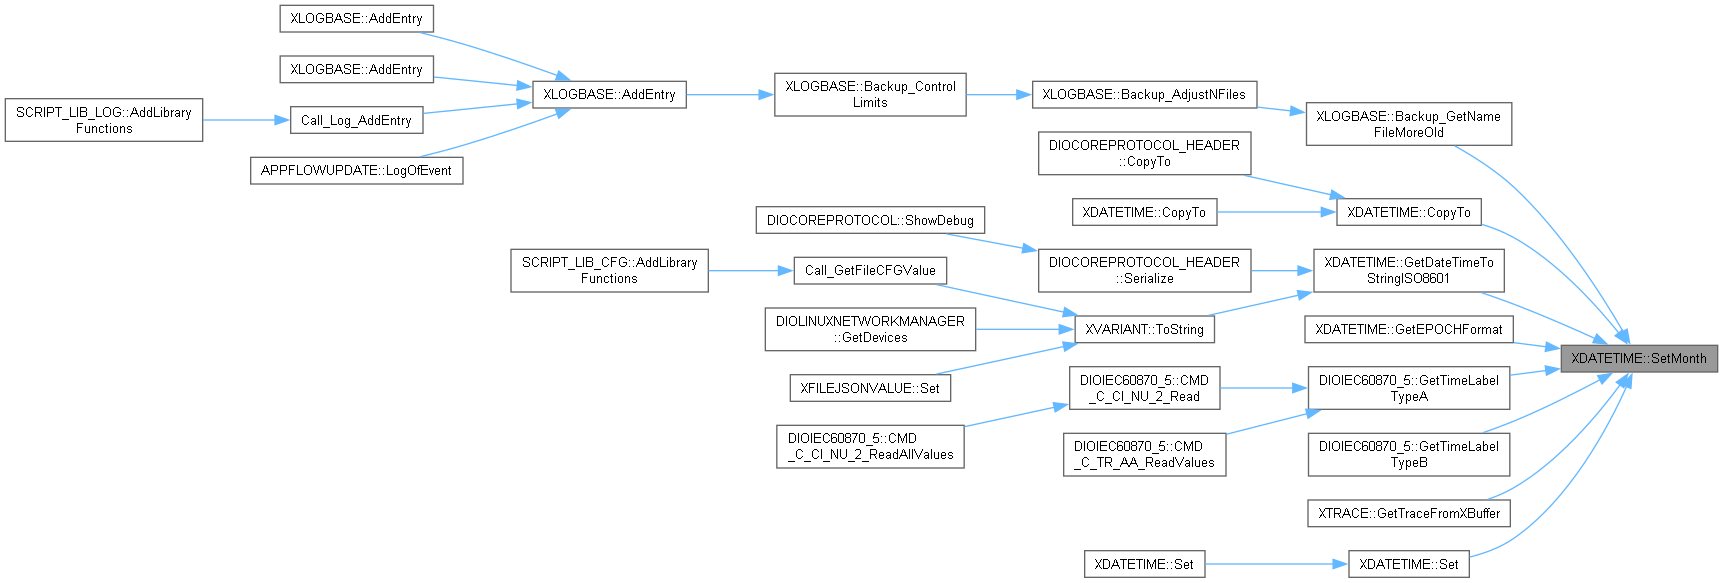 XLOGBASE::AddEntry
XLOGBASE::AddEntry
SCRIPT_LIB_LOG::AddLibrary
Functions
Call_Log_AddEntry
APPFLOWUPDATE::LogOfEvent
XLOGBASE::AddEntry
XLOGBASE::Backup_Control
Limits
XLOGBASE::Backup_AdjustNFiles
XLOGBASE::Backup_GetName
FileMoreOld
DIOCOREPROTOCOL_HEADER
::CopyTo
XDATETIME::CopyTo
XDATETIME::CopyTo
DIOCOREPROTOCOL::ShowDebug
SCRIPT_LIB_CFG::AddLibrary
Functions
Call_GetFileCFGValue
DIOCOREPROTOCOL_HEADER
::Serialize
XDATETIME::GetDateTimeTo
StringISO8601
DIOLINUXNETWORKMANAGER
::GetDevices
XVARIANT::ToString
XDATETIME::GetEPOCHFormat
XDATETIME::SetMonth
XFILEJSONVALUE::Set
DIOIEC60870_5::CMD
_C_CI_NU_2_Read
DIOIEC60870_5::GetTimeLabel
TypeA
DIOIEC60870_5::CMD
_C_CI_NU_2_ReadAllValues
DIOIEC60870_5::CMD
_C_TR_AA_ReadValues
DIOIEC60870_5::GetTimeLabel
TypeB
XTRACE::GetTraceFromXBuffer
XDATETIME::Set
XDATETIME::Set